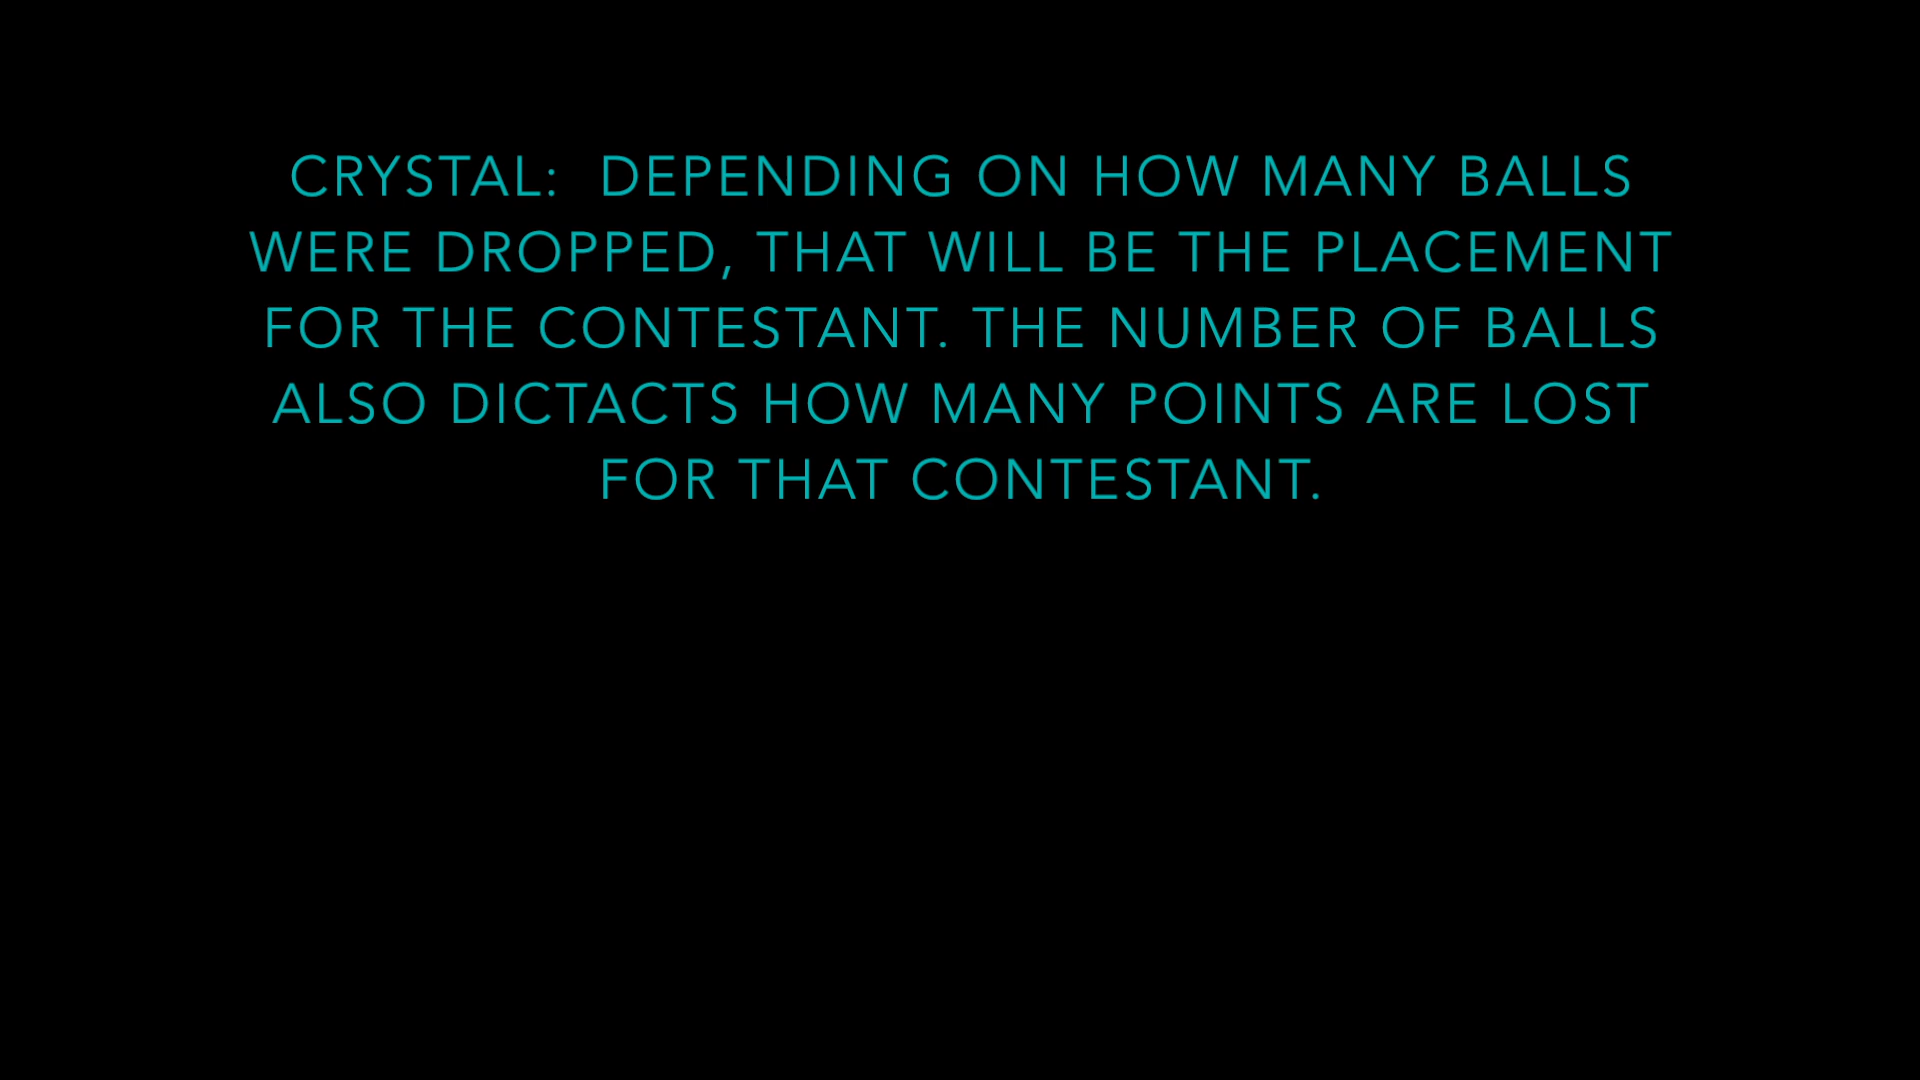 CRYSTAL:  DEPENDING ON HOW MANY BALLS
WERE DROPPED, THAT WILL BE THE PLACEMENT
FOR THE CONTESTANT. THE NUMBER OF BALLS
ALSO DICTACTS HOW MANY POINTS ARE LOST
FOR THAT CONTESTANT.